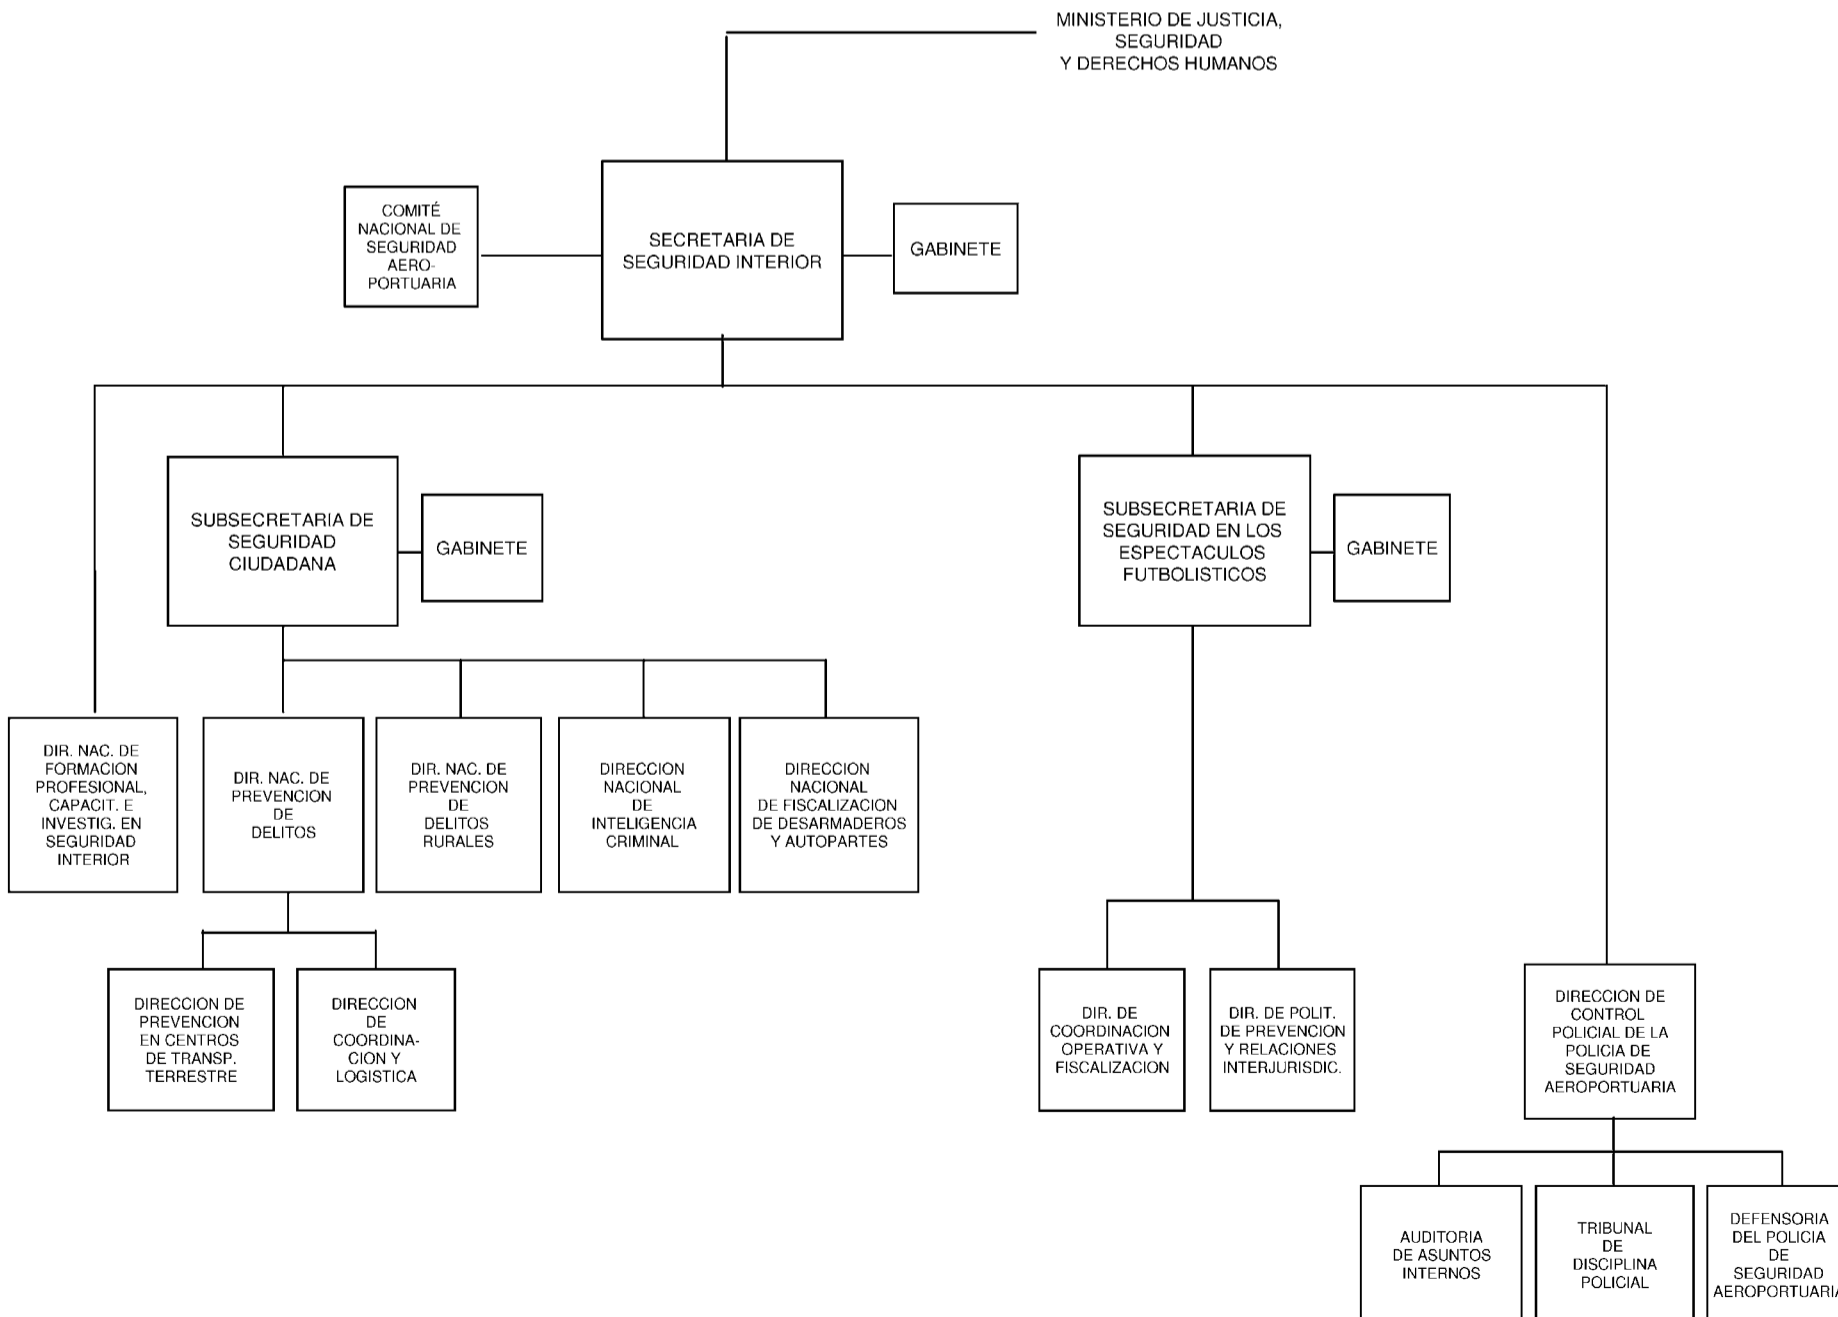 MINISTERIO DE JUSTICIA,
SEGURIDAD
Y DERECHOS HUMANOS
COMITÉ
NACIONAL DE
SEGURIDAD
AERO-
PORTUARIA
SECRETARIA DE
SEGURIDAD INTERIOR
GABINETE
SUBSECRETARIA DE
SEGURIDAD
CIUDADANA
GABINETE
SUBSECRETARIA DE
SEGURIDAD EN LOS
ESPECTACULOS
FUTBOLISTICOS
GABINETE
DIR. NAC. DE
FORMACION
PROFESIONAL,
CAPACIT. E
INVESTIG. EN
SEGURIDAD
INTERIOR
DIR. NAC. DE
PREVENCION
DE
DELITOS
DIR. NAC. DE
PREVENCION
DE
DELITOS
RURALES
DIRECCION
NACIONAL
DE
INTELIGENCIA
CRIMINAL
DIRECCION
NACIONAL
DE FISCALIZACION
DE DESARMADEROS
Y AUTOPARTES
DIRECCION DE
PREVENCION
EN CENTROS
DE TRANSP.
TERRESTRE
DIRECCION
DE
COORDINA-
CION Y
LOGISTICA
DIR. DE
COORDINACION
OPERATIVA Y
FISCALIZACION
DIR. DE POLIT.
DE PREVENCION
Y RELACIONES
INTERJURISDIC.
DIRECCION DE
CONTROL
POLICIAL DE LA
POLICIA DE
SEGURIDAD
AEROPORTUARIA
AUDITORIA
DE ASUNTOS
INTERNOS
TRIBUNAL
DE
DISCIPLINA
POLICIAL
DEFENSORIA
DEL POLICIA
DE
SEGURIDAD
AEROPORTUARIA